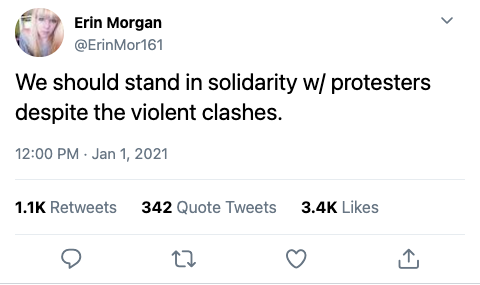 Erin Morgan
@ErinMor161
We should stand in solidarity w/ protesters
despite the violent clashes.
12:00 PM · Jan 1, 2021
1.1K Retweets 342 Quote Tweets 3.4K Likes